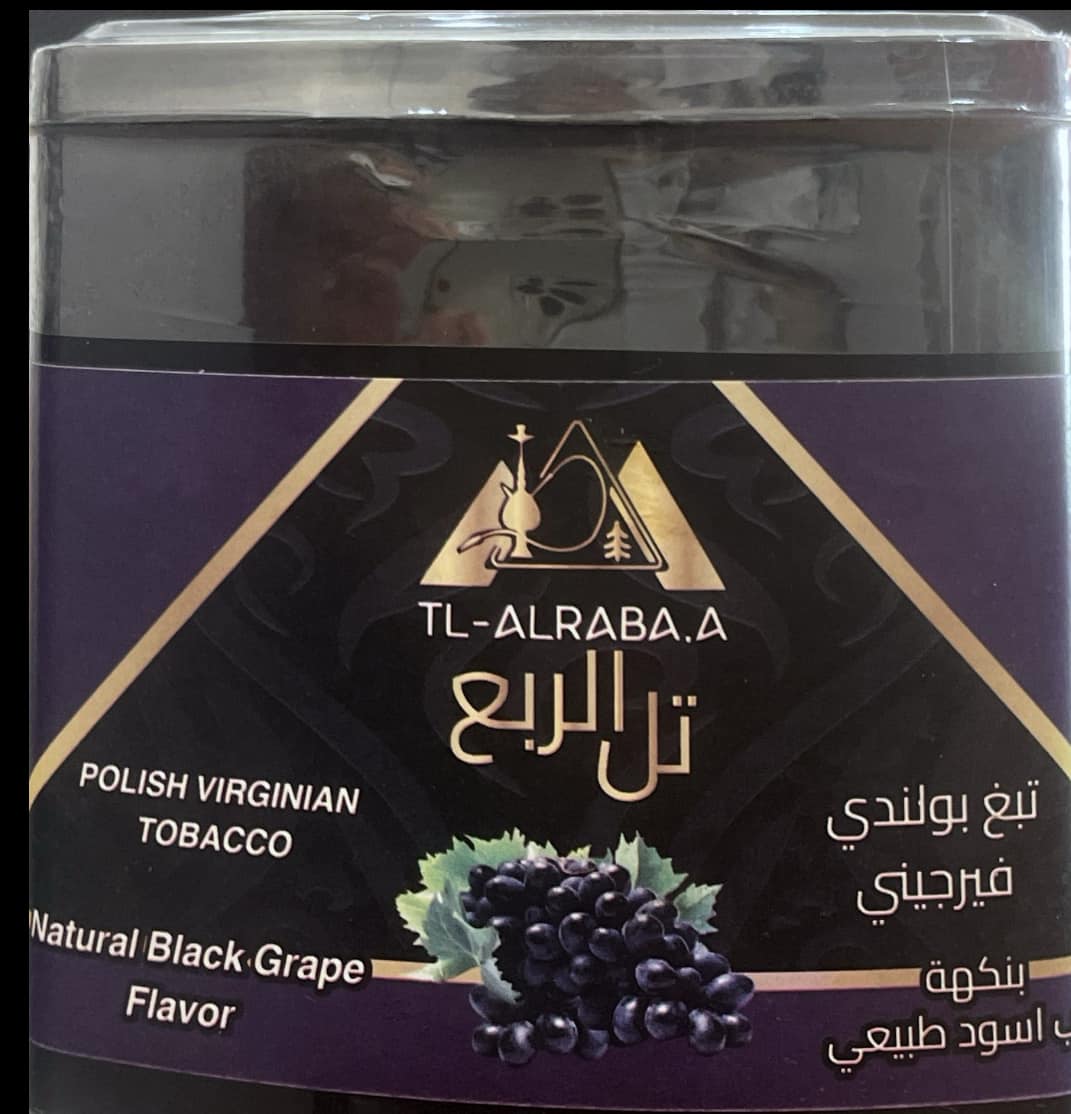 TL-ALRABA.A
تل الربع
POLISH VIRGINIAN
TOBACCO
Natural Black Grape
Flavor
تبغ بولندي
فيرجيني
بنكهة
اسود طبيعي